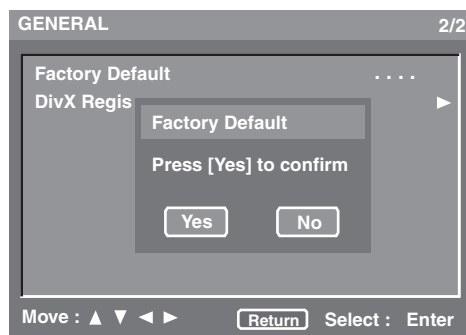 GENERAL 2/2
Factory Default ....
DivX Regis
Factory Default
Press [Yes] to confirm
Yes No
Move : ▲ ▼ ◄ ► Return Select : Enter